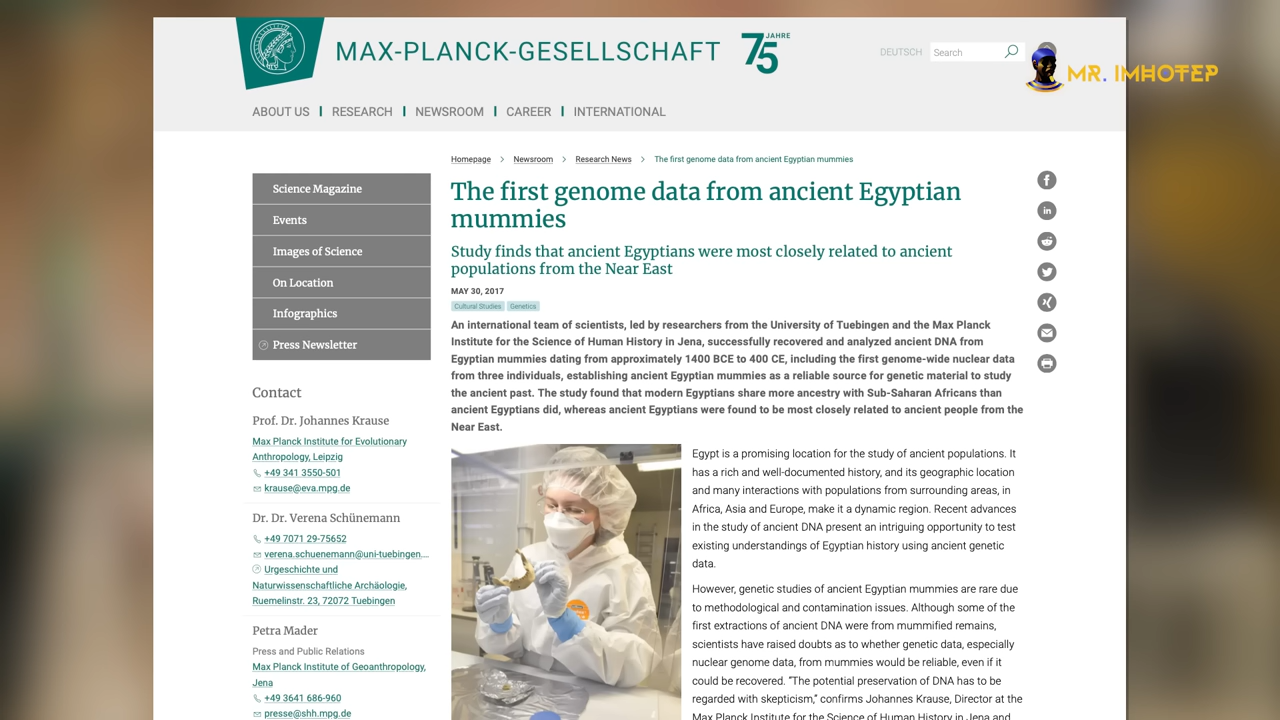 MAX-PLANCK-GESELLSCHAFT
75 JAHRE
DEUTSCH
Search
MR. IMHOTEP
ABOUT US
RESEARCH
NEWSROOM
CAREER
INTERNATIONAL
Homepage > Newsroom > Research News > The first genome data from ancient Egyptian mummies
Science Magazine
Events
Images of Science
On Location
Infographics
Press Newsletter
Contact
Prof. Dr. Johannes Krause
Max Planck Institute for Evolutionary
Anthropology, Leipzig
+49 341 3550-501
krause@eva.mpg.de
Dr. Dr. Verena Schünemann
+49 7071 29-75652
verena.schuenemann@uni-tuebingen....
Urgeschichte und
Naturwissenschaftliche Archäologie,
Ruemelinstr. 23, 72072 Tuebingen
Petra Mader
Press and Public Relations
Max Planck Institute of Geoanthropology,
Jena
+49 3641 686-960
presse@shh.mpg.de
The first genome data from ancient Egyptian
mummies
Study finds that ancient Egyptians were most closely related to ancient
populations from the Near East
MAY 30, 2017
Cultural Studies
Genetics
An international team of scientists, led by researchers from the University of Tuebingen and the Max Planck
Institute for the Science of Human History in Jena, successfully recovered and analyzed ancient DNA from
Egyptian mummies dating from approximately 1400 BCE to 400 CE, including the first genome-wide nuclear data
from three individuals, establishing ancient Egyptian mummies as a reliable source for genetic material to study
the ancient past. The study found that modern Egyptians share more ancestry with Sub-Saharan Africans than
ancient Egyptians did, whereas ancient Egyptians were found to be most closely related to ancient people from the
Near East.
Egypt is a promising location for the study of ancient populations. It
has a rich and well-documented history, and its geographic location
and many interactions with populations from surrounding areas, in
Africa, Asia and Europe, make it a dynamic region. Recent advances
in the study of ancient DNA present an intriguing opportunity to test
existing understandings of Egyptian history using ancient genetic
data.
However, genetic studies of ancient Egyptian mummies are rare due
to methodological and contamination issues. Although some of the
first extractions of ancient DNA were from mummified remains,
scientists have raised doubts as to whether genetic data, especially
nuclear genome data, from mummies would be reliable, even if it
could be recovered. "The potential preservation of DNA has to be
regarded with skepticism," confirms Johannes Krause, Director at the
Max Planck Institute for the Science of Human History in Jena and